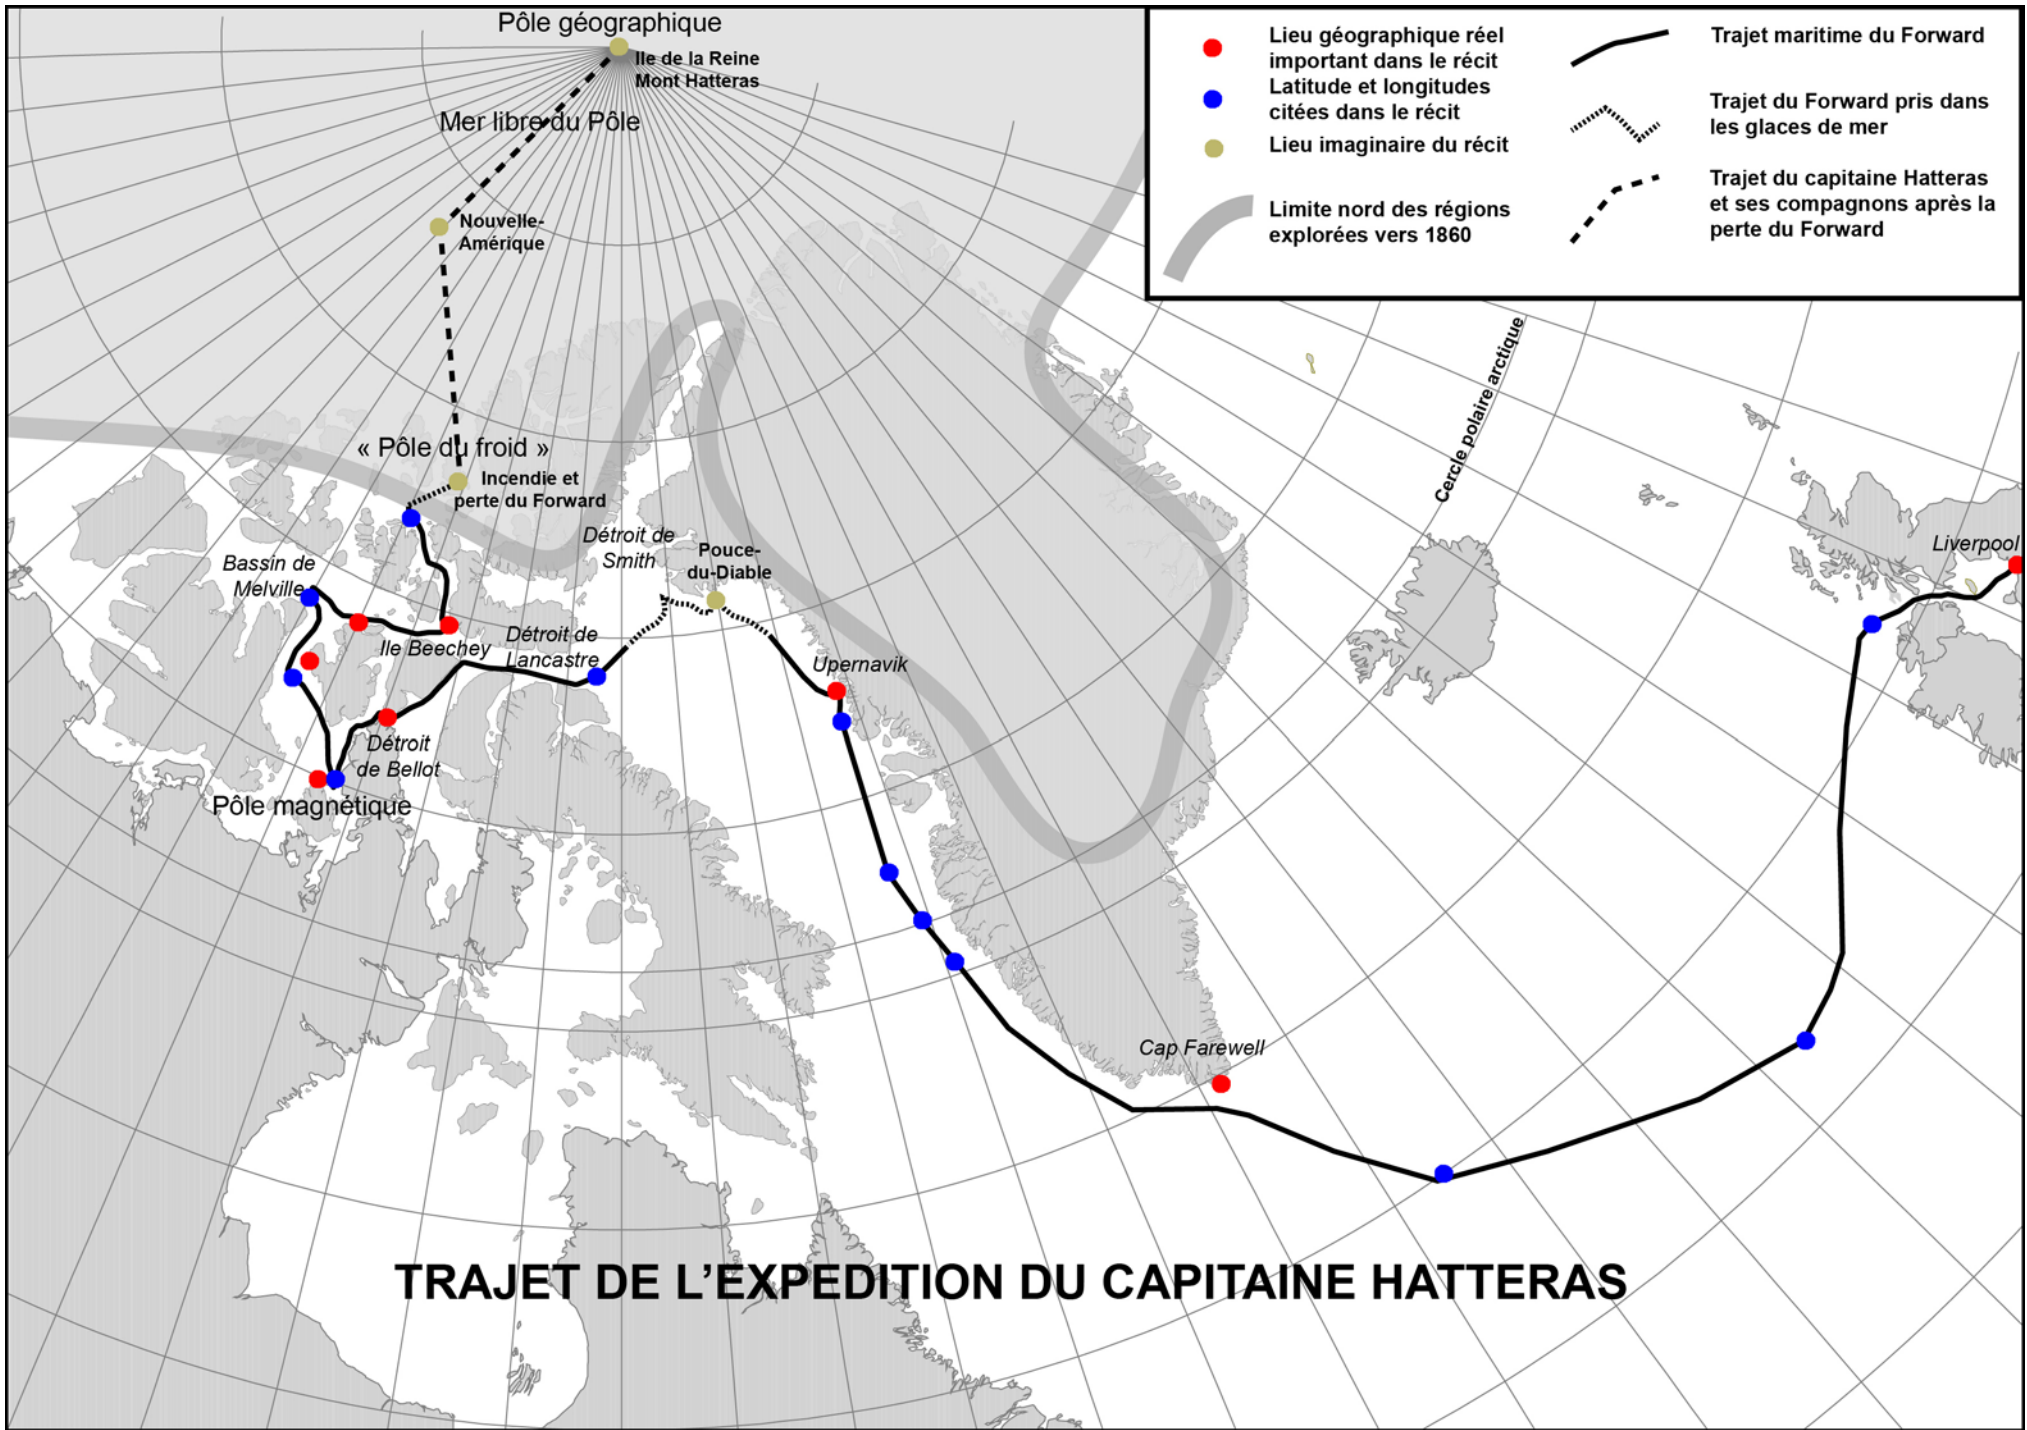 Pôle géographique
Ile de la Reine
Mont Hatteras
Mer libre du Pôle
Nouvelle-
Amérique
« Pôle du froid »
Incendie et
perte du Forward
Détroit de
Smith
Pouce-
du-Diable
Bassin de
Melville
Ile Beechey
Détroit de
Lancastre
Upernavik
Détroit
de Bellot
Pôle magnétique
Cap Farewell
Cercle polaire arctique
Liverpool
Lieu géographique réel
important dans le récit
Latitude et longitudes
citées dans le récit
Lieu imaginaire du récit
Limite nord des régions
explorées vers 1860
Trajet maritime du Forward
Trajet du Forward pris dans
les glaces de mer
Trajet du capitaine Hatteras
et ses compagnons après la
perte du Forward
TRAJET DE L’EXPEDITION DU CAPITAINE HATTERAS